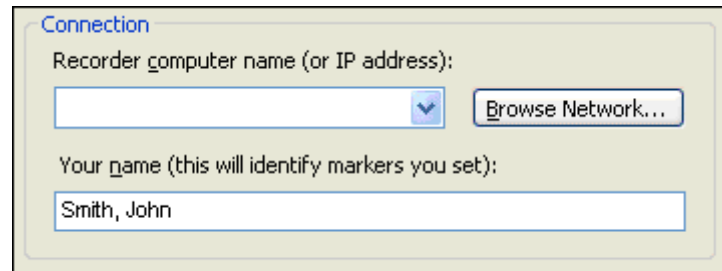 Connection
Recorder computer name (or IP address):
Browse Network...
Your name (this will identify markers you set):
Smith, John